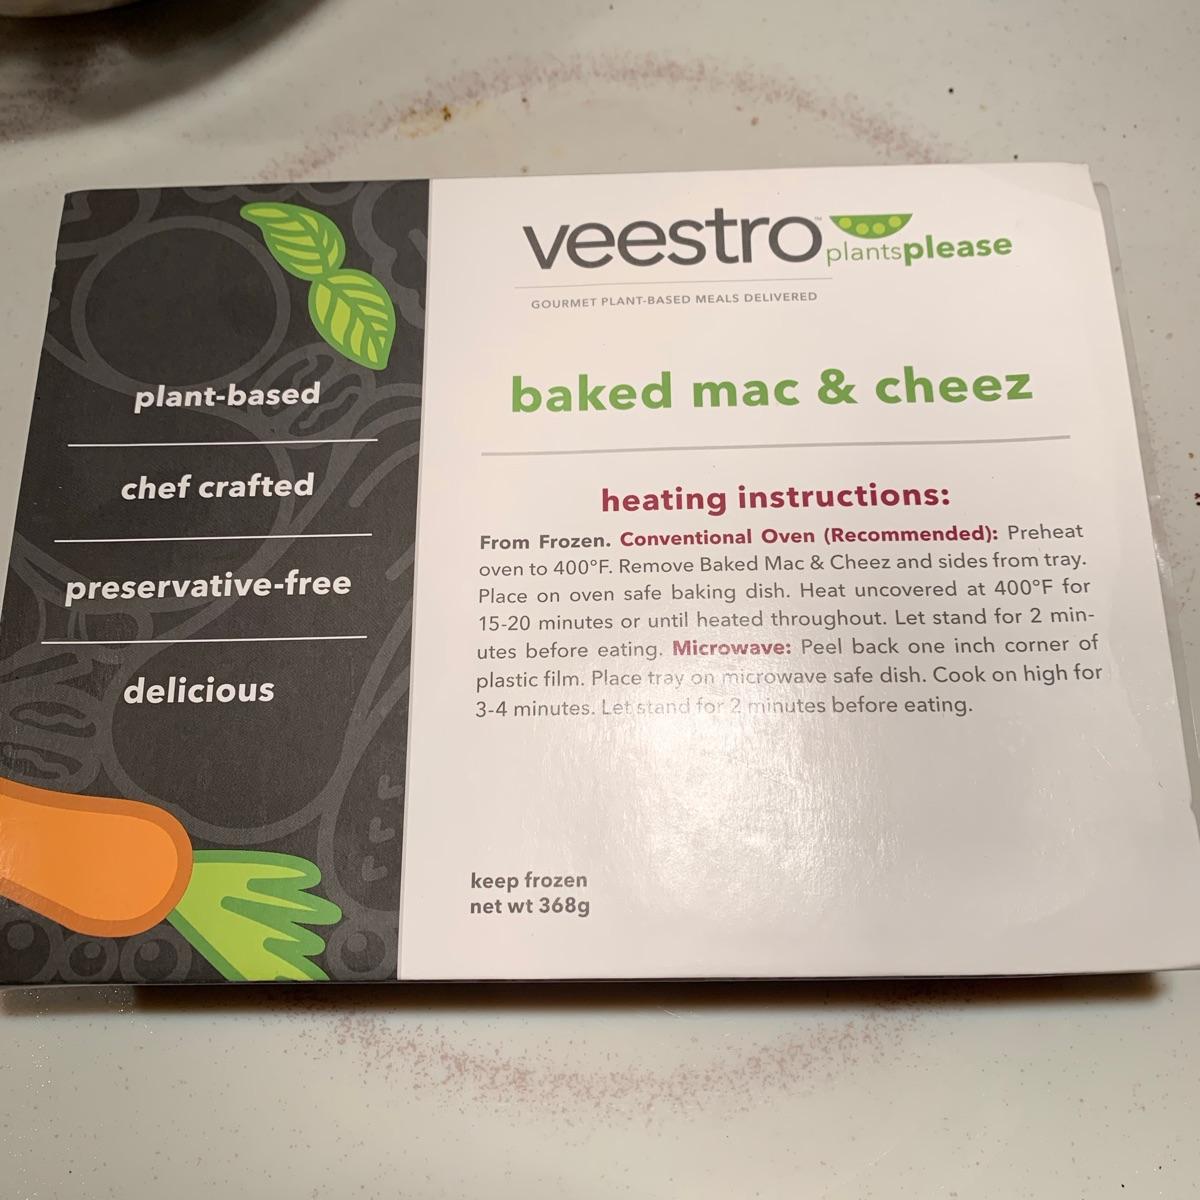 plant-based
chef crafted
preservative-free
delicious
veestro™ plantsplease
GOURMET PLANT-BASED MEALS DELIVERED
baked mac & cheez
heating instructions:
From Frozen. Conventional Oven (Recommended): Preheat
oven to 400°F. Remove Baked Mac & Cheez and sides from tray.
Place on oven safe baking dish. Heat uncovered at 400°F for
15-20 minutes or until heated throughout. Let stand for 2 min-
utes before eating. Microwave: Peel back one inch corner of
plastic film. Place tray on microwave safe dish. Cook on high for
3-4 minutes. Let stand for 2 minutes before eating.
keep frozen
net wt 368g